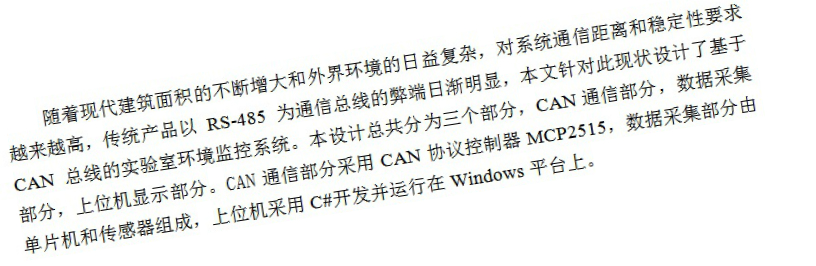 随着现代建筑面积的不断增大和外界环境的日益复杂，对系统通信距离和稳定性要求
越来越高，传统产品以 RS-485 为通信总线的弊端日渐明显，本文针对此现状设计了基于
CAN 总线的实验室环境监控系统。本设计总共分为三个部分，CAN 通信部分，数据采集
部分，上位机显示部分。CAN 通信部分采用 CAN 协议控制器 MCP2515，数据采集部分由
单片机和传感器组成，上位机采用 C#开发并运行在 Windows 平台上。